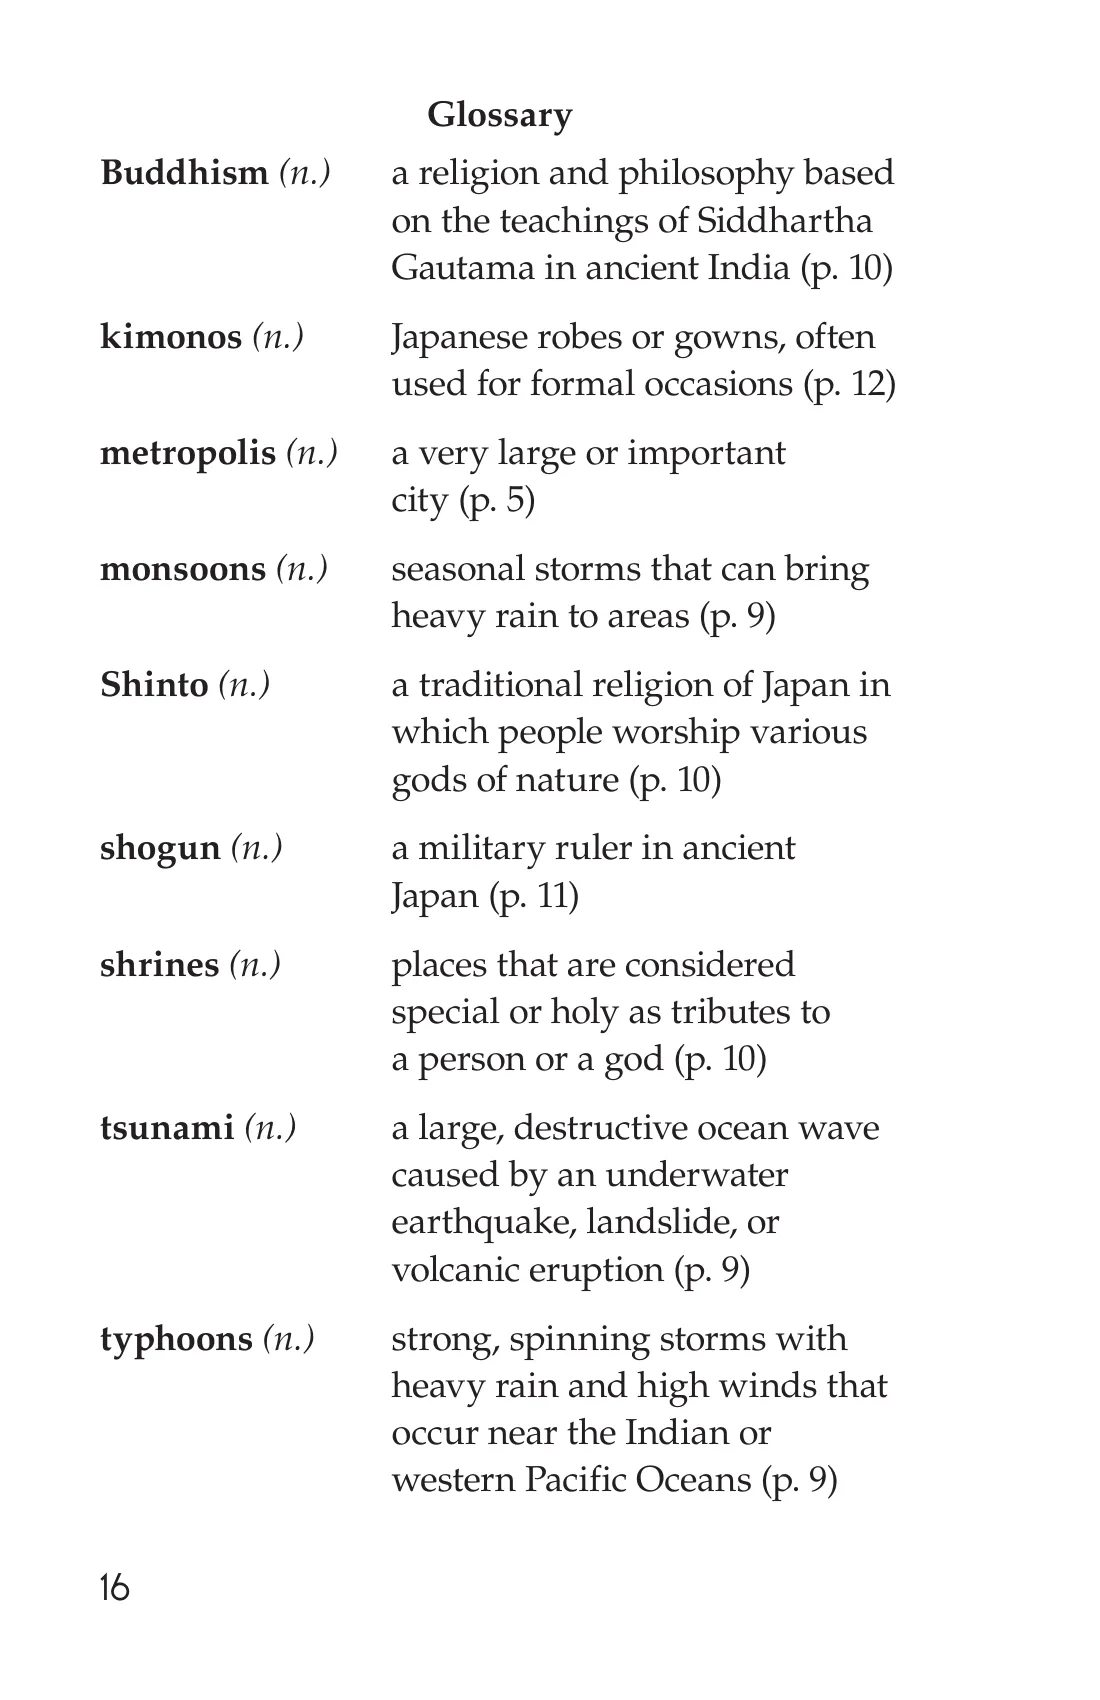 Glossary
Buddhism (n.) a religion and philosophy based
on the teachings of Siddhartha
Gautama in ancient India (p. 10)
kimonos (n.) Japanese robes or gowns, often
used for formal occasions (p. 12)
metropolis (n.) a very large or important
city (p. 5)
monsoons (n.) seasonal storms that can bring
heavy rain to areas (p. 9)
Shinto (n.) a traditional religion of Japan in
which people worship various
gods of nature (p. 10)
shogun (n.) a military ruler in ancient
Japan (p. 11)
shrines (n.) places that are considered
special or holy as tributes to
a person or a god (p. 10)
tsunami (n.) a large, destructive ocean wave
caused by an underwater
earthquake, landslide, or
volcanic eruption (p. 9)
typhoons (n.) strong, spinning storms with
heavy rain and high winds that
occur near the Indian or
western Pacific Oceans (p. 9)
16